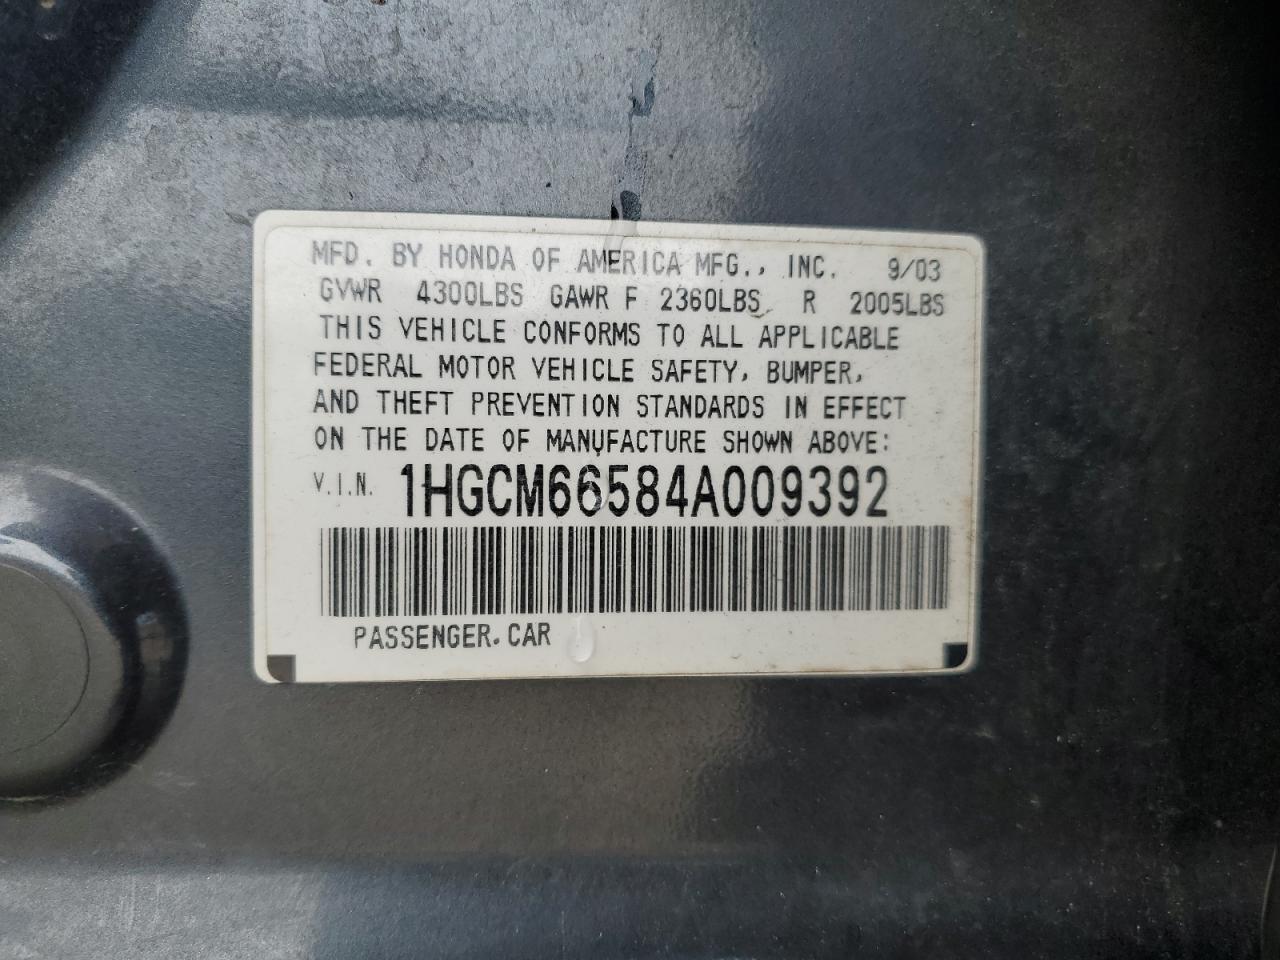 MFD. BY HONDA OF AMERICA MFG., INC. 9/03
GVWR 4300LBS GAWR F 2360LBS R 2005LBS
THIS VEHICLE CONFORMS TO ALL APPLICABLE
FEDERAL MOTOR VEHICLE SAFETY, BUMPER,
AND THEFT PREVENTION STANDARDS IN EFFECT
ON THE DATE OF MANUFACTURE SHOWN ABOVE:
V.I.N. 1HGCM66584A009392
PASSENGER.CAR